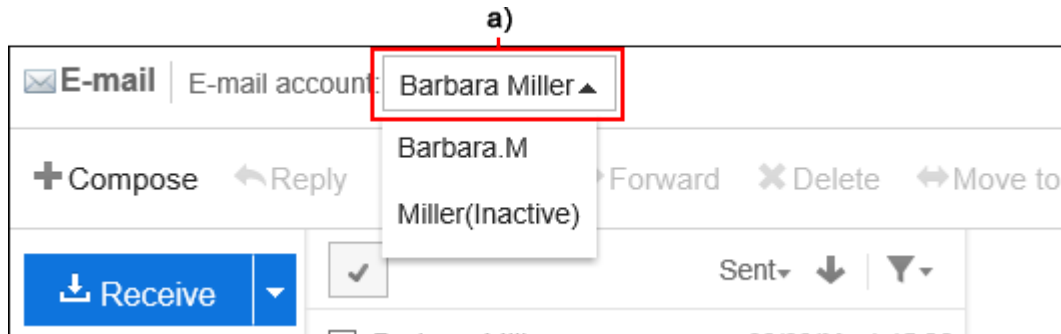 a)
E-mail E-mail account: Barbara Miller
Barbara.M
Compose Reply Forward Delete Move to
Miller(Inactive)
Receive Sent